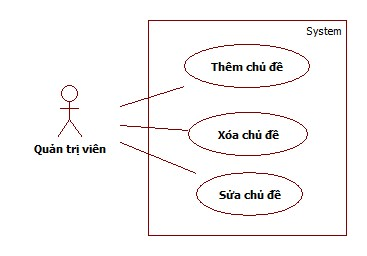 System
Thêm chủ đề
Xóa chủ đề
Quản trị viên
Sửa chủ đề